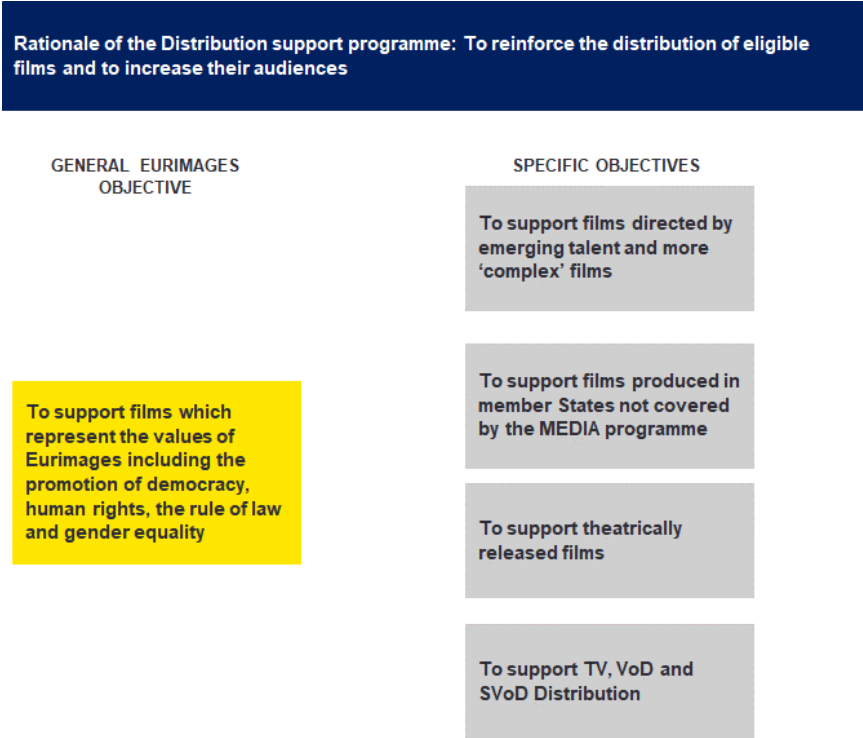 Rationale of the Distribution support programme: To reinforce the distribution of eligible
films and to increase their audiences
GENERAL EURIMAGES
OBJECTIVE
To support films which
represent the values of
Eurimages including the
promotion of democracy,
human rights, the rule of law
and gender equality
SPECIFIC OBJECTIVES
To support films directed by
emerging talent and more
‘complex’ films
To support films produced in
member States not covered
by the MEDIA programme
To support theatrically
released films
To support TV, VoD and
SVoD Distribution